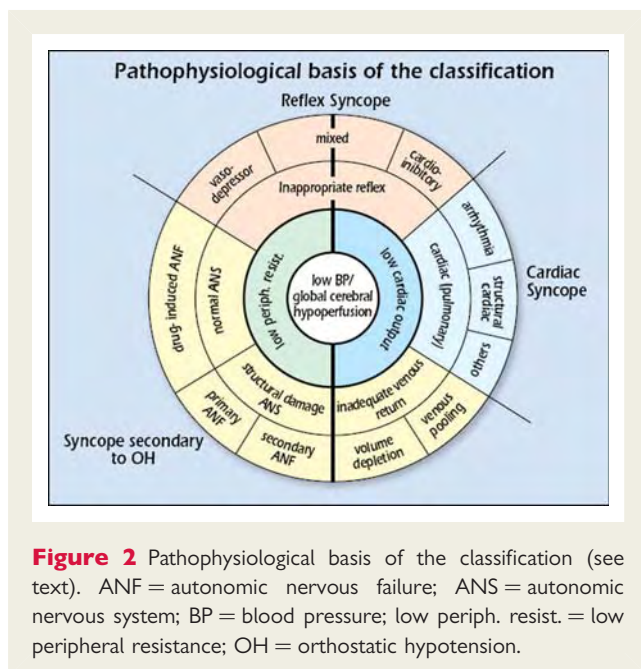 Pathophysiological basis of the classification
Reflex Syncope
mixed
vaso-
depressor
cardio-
inibitory
Inappropriate reflex
arrhythmia
drug- induced ANF
normal ANS
low periph. resist.
low BP/
global cerebral
hypoperfusion
low cardiac output
cardiac (pulmonary)
structural
cardiac
Cardiac
Syncope
others
structural damage
ANS
inadequate venous
return
primary
ANF
secondary
ANF
volume
depletion
venous
pooling
Syncope secondary
to OH
Figure 2 Pathophysiological basis of the classification (see
text). ANF = autonomic nervous failure; ANS = autonomic
nervous system; BP = blood pressure; low periph. resist. = low
peripheral resistance; OH = orthostatic hypotension.